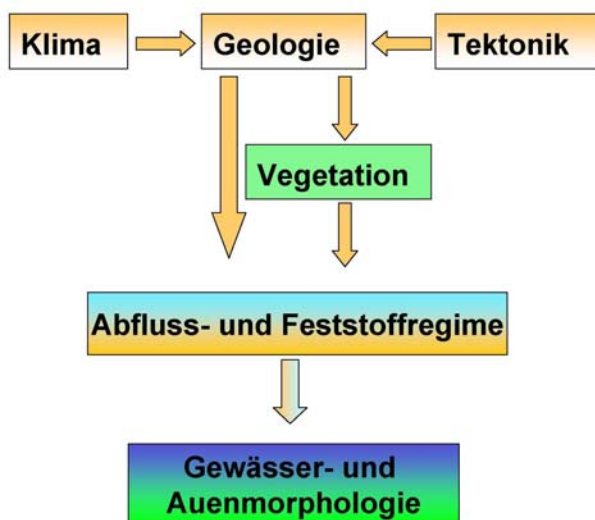 Klima
Geologie
Tektonik
Vegetation
Abfluss- und Feststoffregime
Gewässer- und
Auenmorphologie